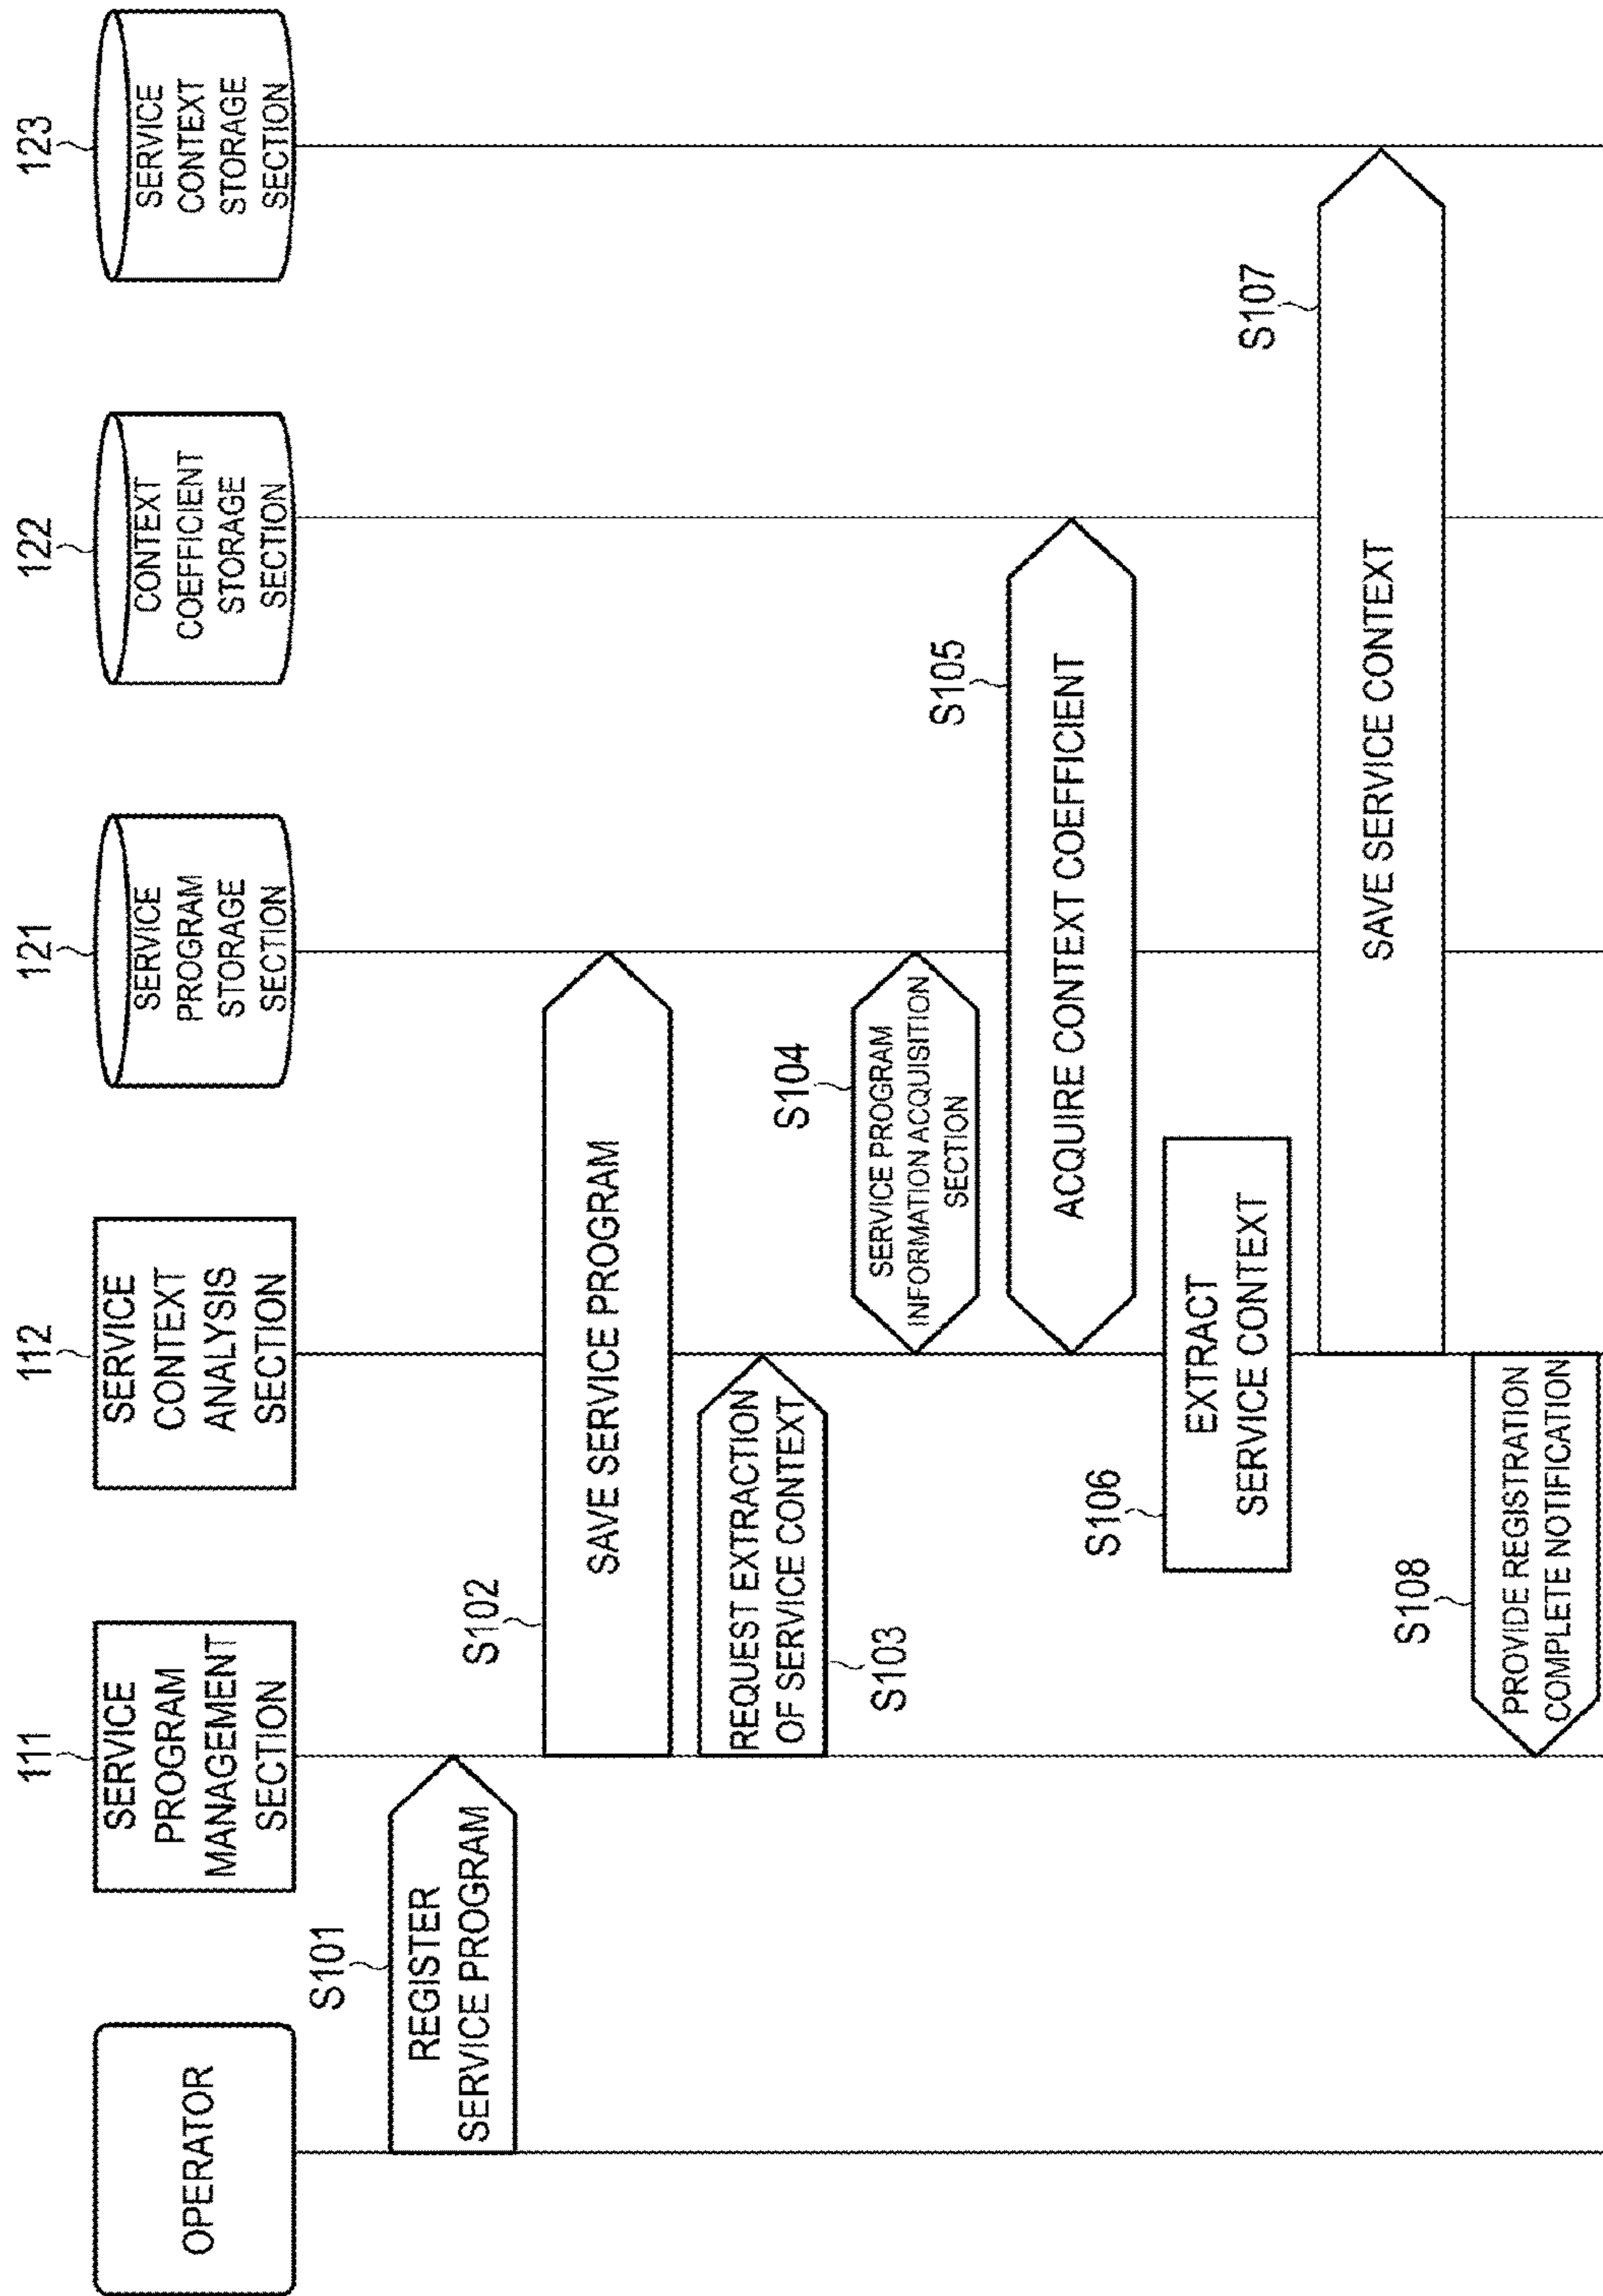 OPERATOR
111
SERVICE
PROGRAM
MANAGEMENT
SECTION
112
SERVICE
CONTEXT
ANALYSIS
SECTION
121
SERVICE
PROGRAM
STORAGE
SECTION
122
CONTEXT
COEFFICIENT
STORAGE
SECTION
123
SERVICE
CONTEXT
STORAGE
SECTION
S101
REGISTER
SERVICE PROGRAM
S102
SAVE SERVICE PROGRAM
REQUEST EXTRACTION
OF SERVICE CONTEXT
S103
S104
SERVICE PROGRAM
INFORMATION ACQUISITION
SECTION
S105
ACQUIRE CONTEXT COEFFICIENT
S106
EXTRACT
SERVICE CONTEXT
S107
SAVE SERVICE CONTEXT
S108
PROVIDE REGISTRATION
COMPLETE NOTIFICATION